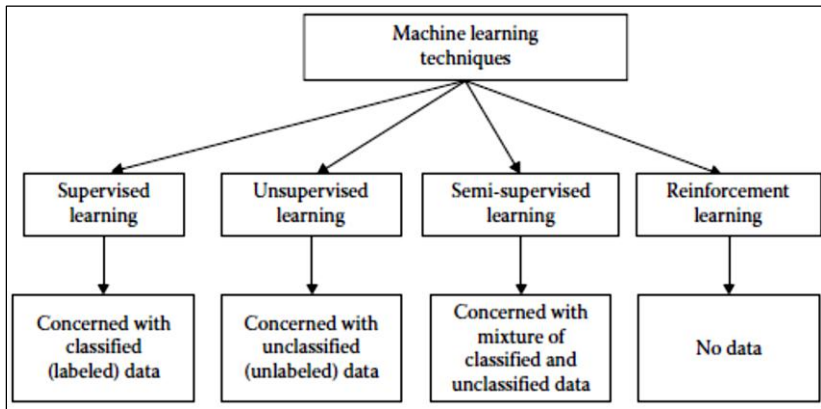 Machine learning
techniques
Supervised
learning
Unsupervised
learning
Semi-supervised
learning
Reinforcement
learning
Concerned with
classified
(labeled) data
Concerned with
unclassified
(unlabeled) data
Concerned with
mixture of
classified and
unclassified data
No data